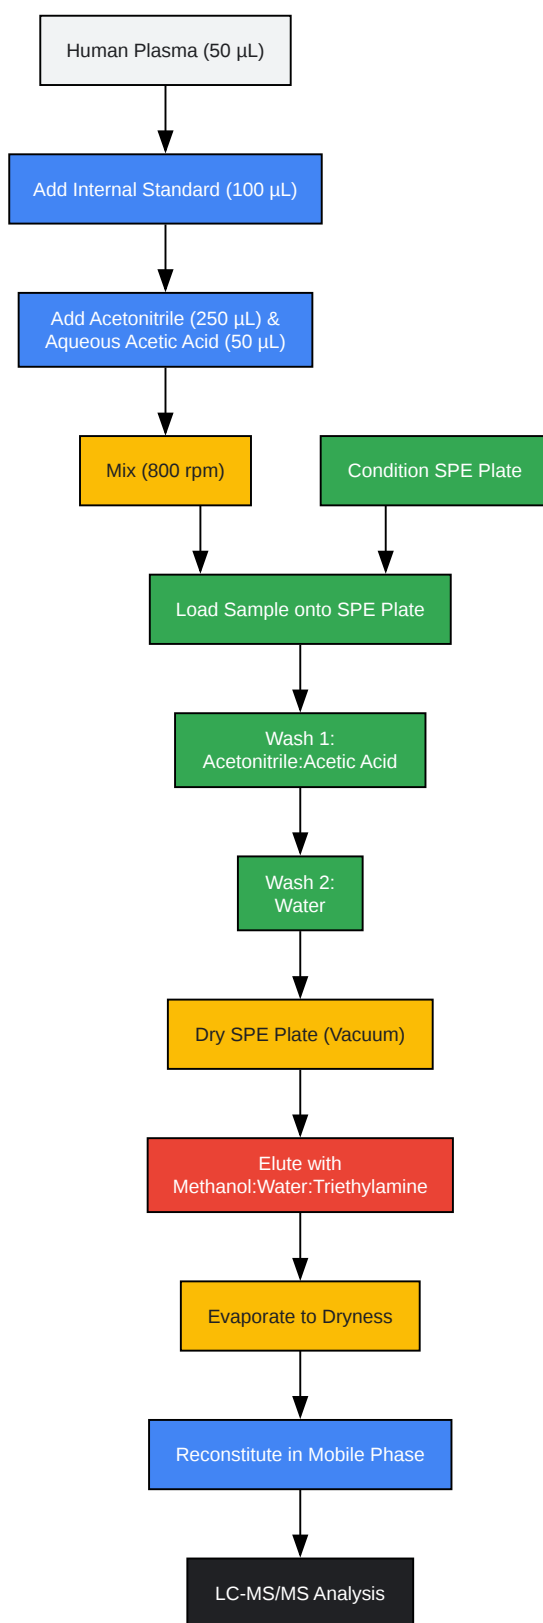 Human Plasma (50 µL)
Add Internal Standard (100 µL)
Add Acetonitrile (250 µL) &
Aqueous Acetic Acid (50 µL)
Mix (800 rpm)
Condition SPE Plate
Load Sample onto SPE Plate
Wash 1:
Acetonitrile:Acetic Acid
Wash 2:
Water
Dry SPE Plate (Vacuum)
Elute with
Methanol:Water:Triethylamine
Evaporate to Dryness
Reconstitute in Mobile Phase
LC-MS/MS Analysis